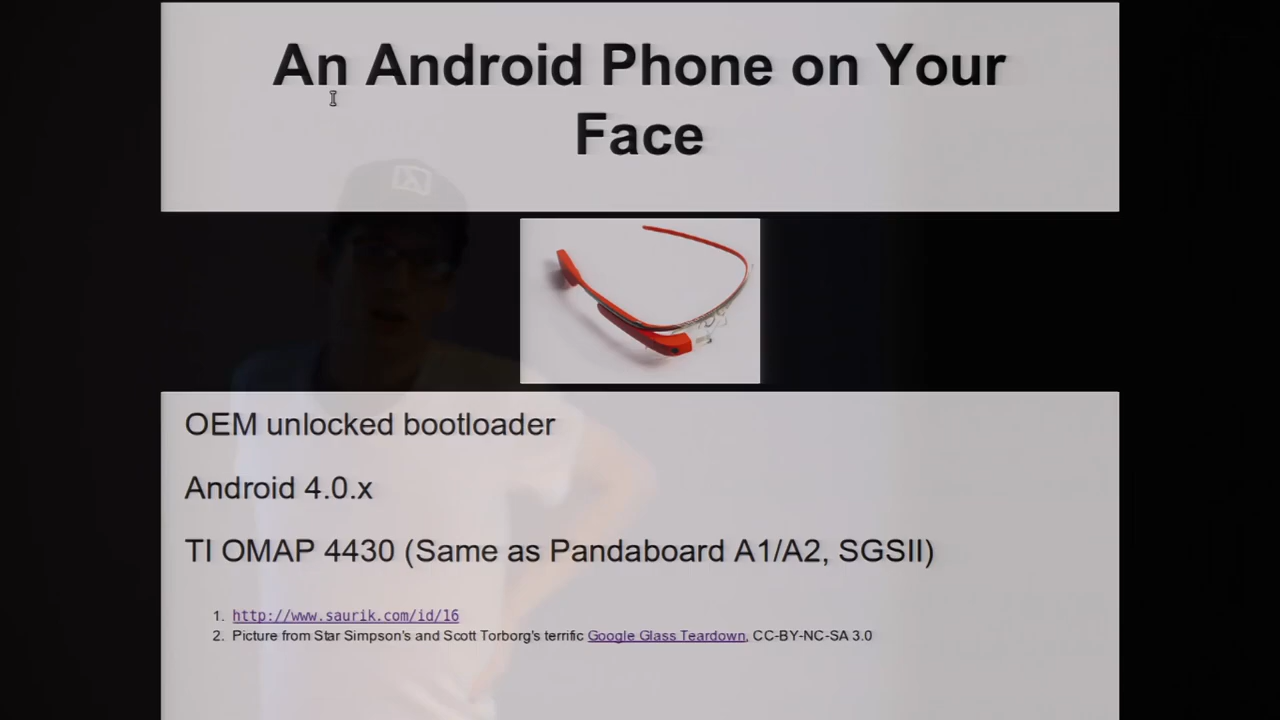 An Android Phone on Your
Face
OEM unlocked bootloader
Android 4.0.x
TI OMAP 4430 (Same as Pandaboard A1/A2, SGSII)
1. http://www.saurik.com/id/16
2. Picture from Star Simpson's and Scott Torborg's terrific Google Glass Teardown, CC-BY-NC-SA 3.0